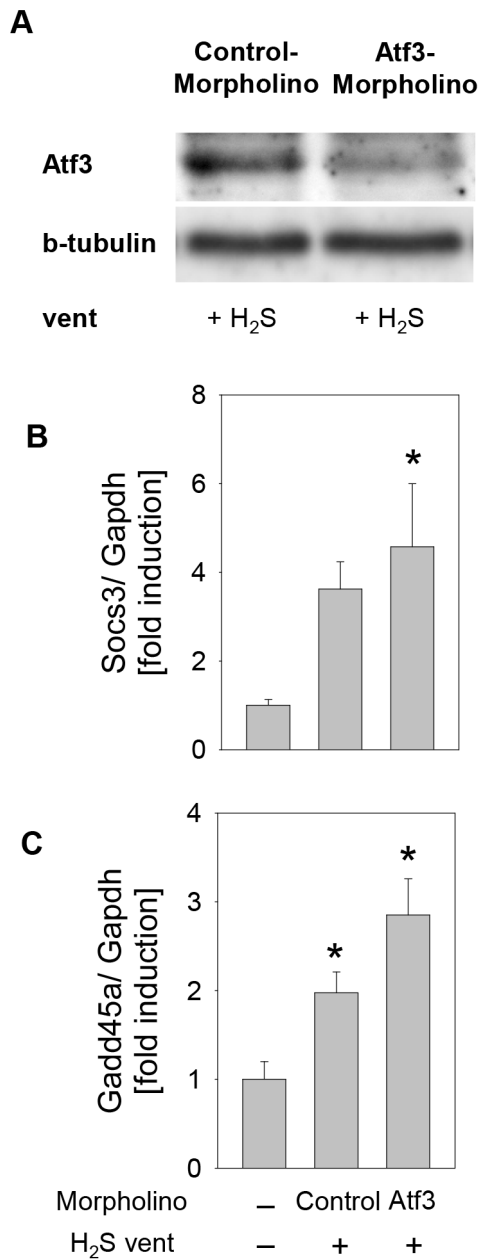 A
Control- Atf3-
Morpholino Morpholino
Atf3
b-tubulin
vent + H₂S + H₂S
B
Socs3/ Gapdh
[fold induction]
8
6
4
2
0
*
C
Gadd45a/ Gapdh
[fold induction]
4
3
2
1
0
* *
Morpholino – Control Atf3
H₂S vent – + +